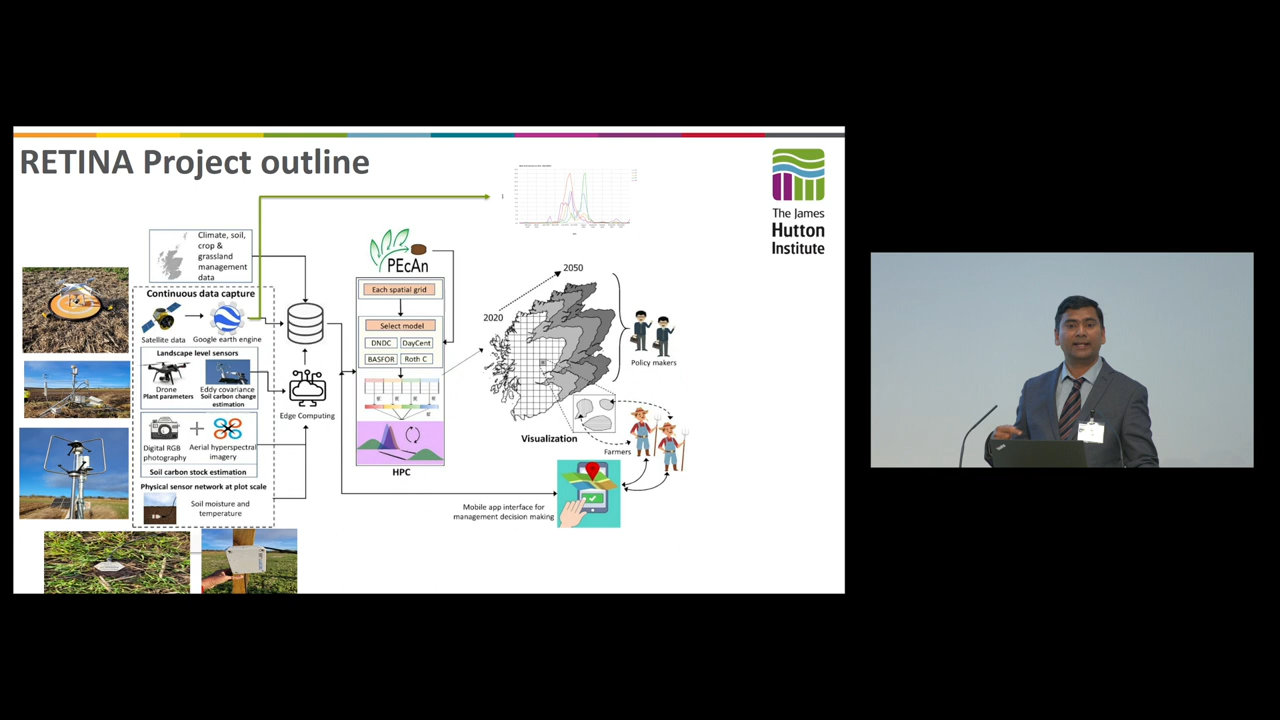 RETINA Project outline
The James
Hutton
Institute
Climate, soil,
crop &
grassland
management
data
Continuous data capture
Satellite data
Google earth engine
Landscape level sensors
Drone
Plant parameters
Eddy covariance
Soil carbon change
estimation
Digital RGB
photography
Aerial hyperspectral
imagery
Soil carbon stock estimation
Physical sensor network at plot scale
Soil moisture and
temperature
Edge Computing
PEcAn
Each spatial grid
Select model
DNDC
DayCent
BASFOR
Roth C
HPC
2020
2050
Policy makers
Visualization
Farmers
Mobile app interface for
management decision making